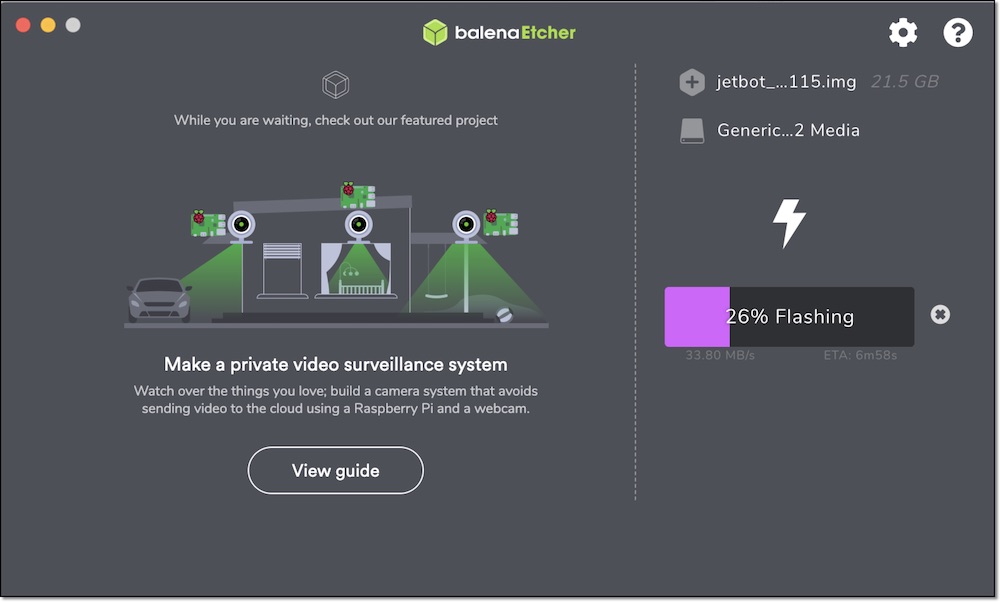 balenaEtcher
While you are waiting, check out our featured project
Make a private video surveillance system
Watch over the things you love; build a camera system that avoids
sending video to the cloud using a Raspberry Pi and a webcam.
View guide
jetbot_...115.img 21.5 GB
Generic...2 Media
26% Flashing
33.80 MB/s ETA: 6m58s